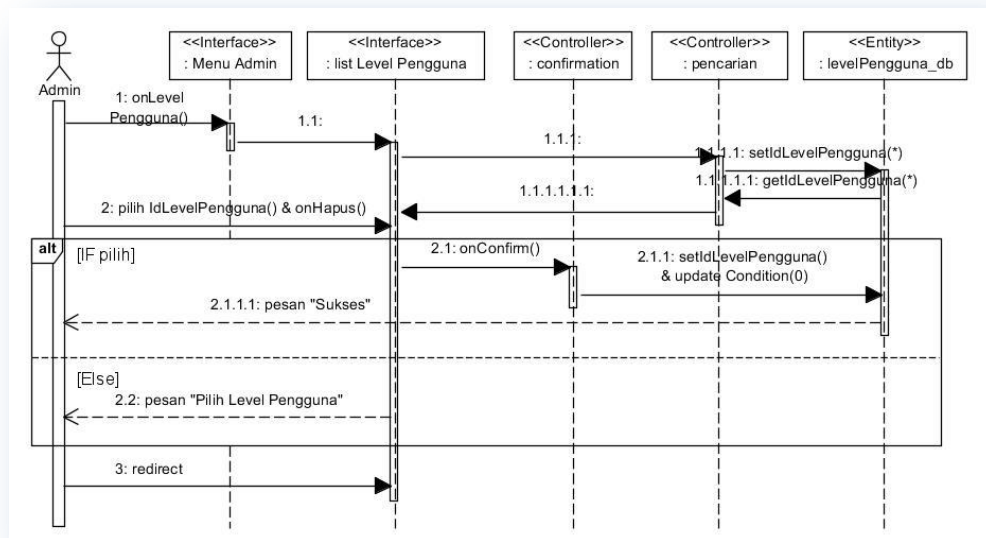 <<Interface>>
: Menu Admin
<<Interface>>
: list Level Pengguna
<<Controller>>
: confirmation
<<Controller>>
: pencarian
<<Entity>>
: levelPengguna_db
Admin
1: onLevel
Pengguna()
1.1:
1.1.1:
1.1.1.1: setIdLevelPengguna(*)
1.1.1.1.1: getIdLevelPengguna(*)
1.1.1.1.1.1:
2: pilih IdLevelPengguna() & onHapus()
alt
[IF pilih]
2.1: onConfirm()
2.1.1: setIdLevelPengguna()
& update Condition(0)
2.1.1.1: pesan "Sukses"
[Else]
2.2: pesan "Pilih Level Pengguna"
3: redirect